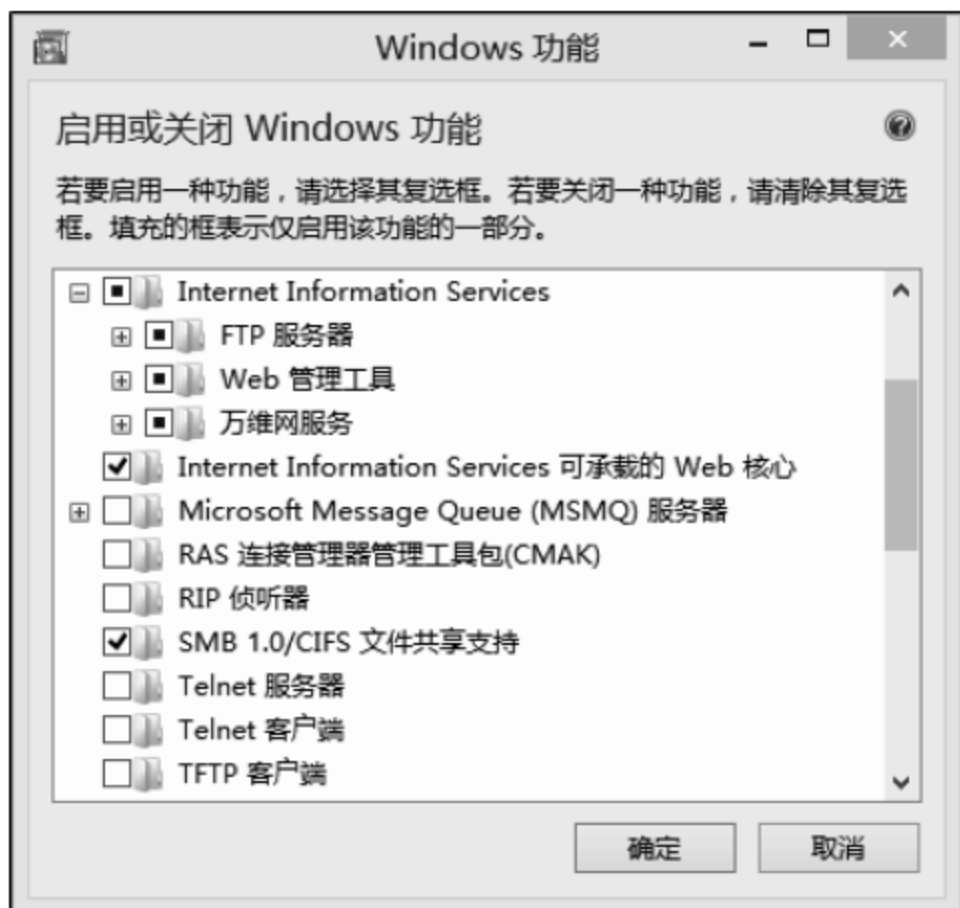 Windows 功能
启用或关闭 Windows 功能
若要启用一种功能，请选择其复选框。若要关闭一种功能，请清除其复选
框。填充的框表示仅启用该功能的一部分。
Internet Information Services
FTP 服务器
Web 管理工具
万维网服务
Internet Information Services 可承载的 Web 核心
Microsoft Message Queue (MSMQ) 服务器
RAS 连接管理器管理工具包(CMAK)
RIP 侦听器
SMB 1.0/CIFS 文件共享支持
Telnet 服务器
Telnet 客户端
TFTP 客户端
确定 取消